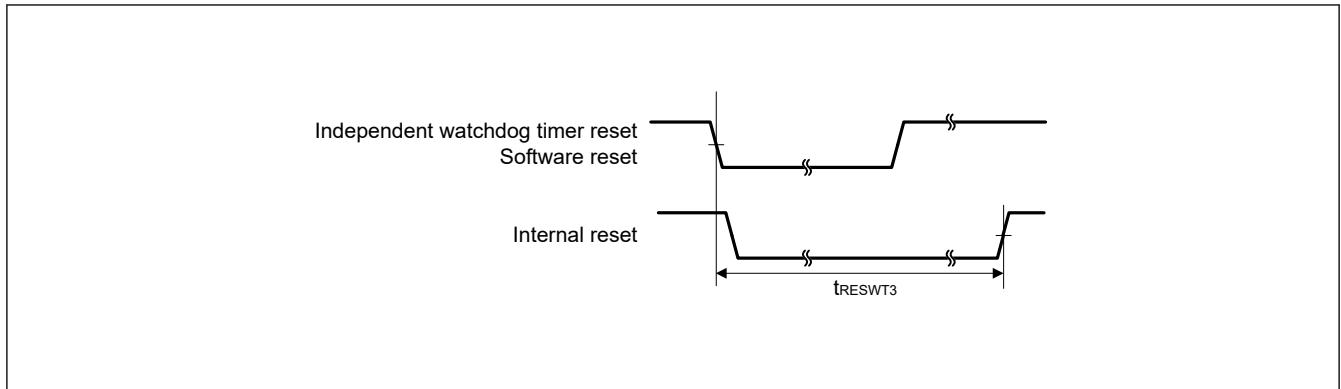 Independent watchdog timer reset
Software reset
Internal reset
tRESWT3